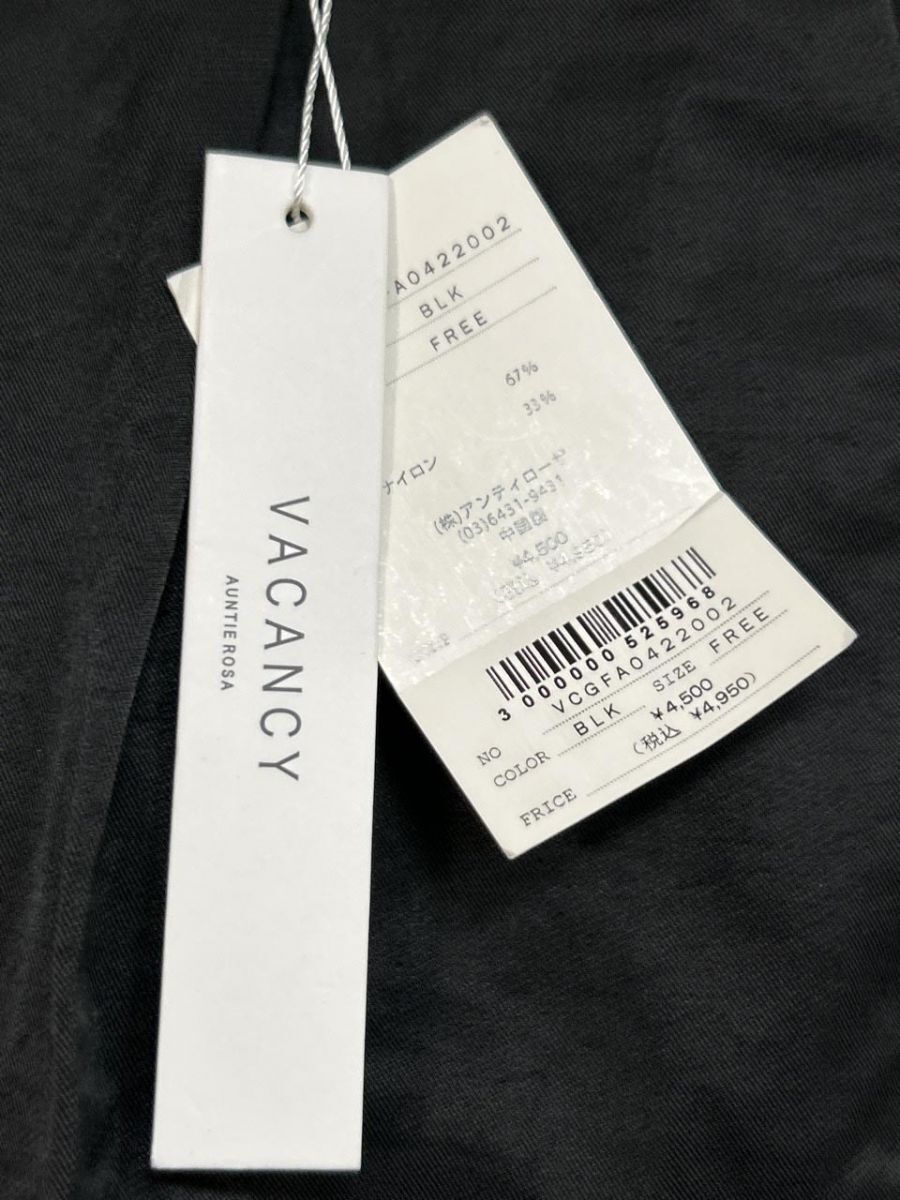 VACANCY
AUNTIE ROSA
A0422002
BLK
FREE
67%
33%
ナイロン
(株)アンティローザ
(03)6431-9431
中国製
¥4,500
3 000000 525968
NO VCGFA0422002
COLOR BLK SIZE FREE
¥4,500
PRICE (税込 ¥4,950)